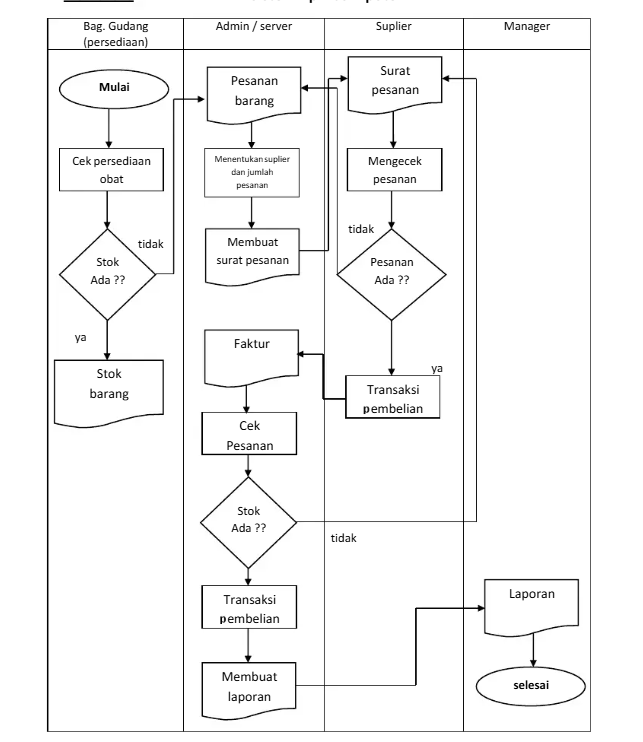 Bag. Gudang
(persediaan)
Admin / server
Suplier
Manager
Mulai
Pesanan
barang
Surat
pesanan
Cek persediaan
obat
Menentukan suplier
dan jumlah
pesanan
Mengecek
pesanan
tidak
Stok
Ada ??
Membuat
surat pesanan
tidak
Pesanan
Ada ??
ya
Stok
barang
Faktur
ya
Transaksi
pembelian
Cek
Pesanan
Stok
Ada ??
tidak
Transaksi
pembelian
Laporan
Membuat
laporan
selesai